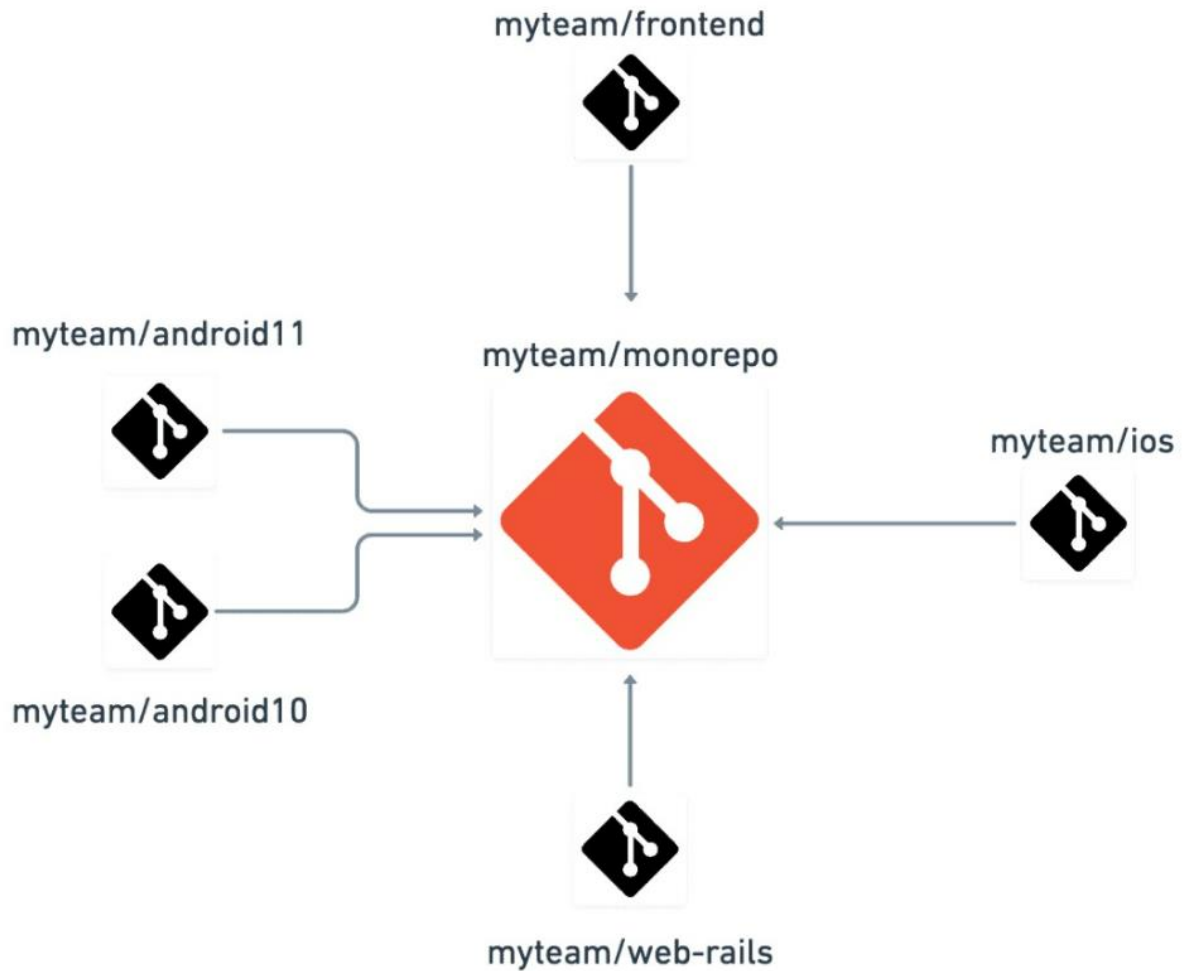 myteam/frontend
myteam/android11
myteam/monorepo
myteam/ios
myteam/android10
myteam/web-rails